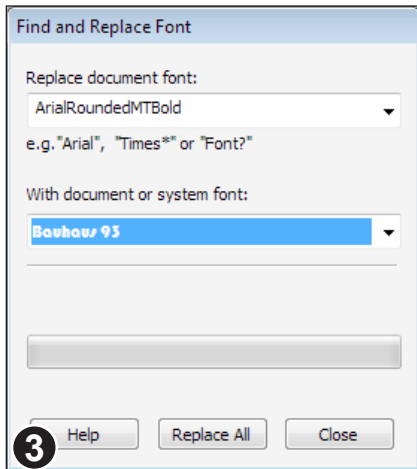 Find and Replace Font
Replace document font:
ArialRoundedMTBold
e.g."Arial", "Times*" or "Font?"
With document or system font:
Bauhaus 93
3 Help Replace All Close